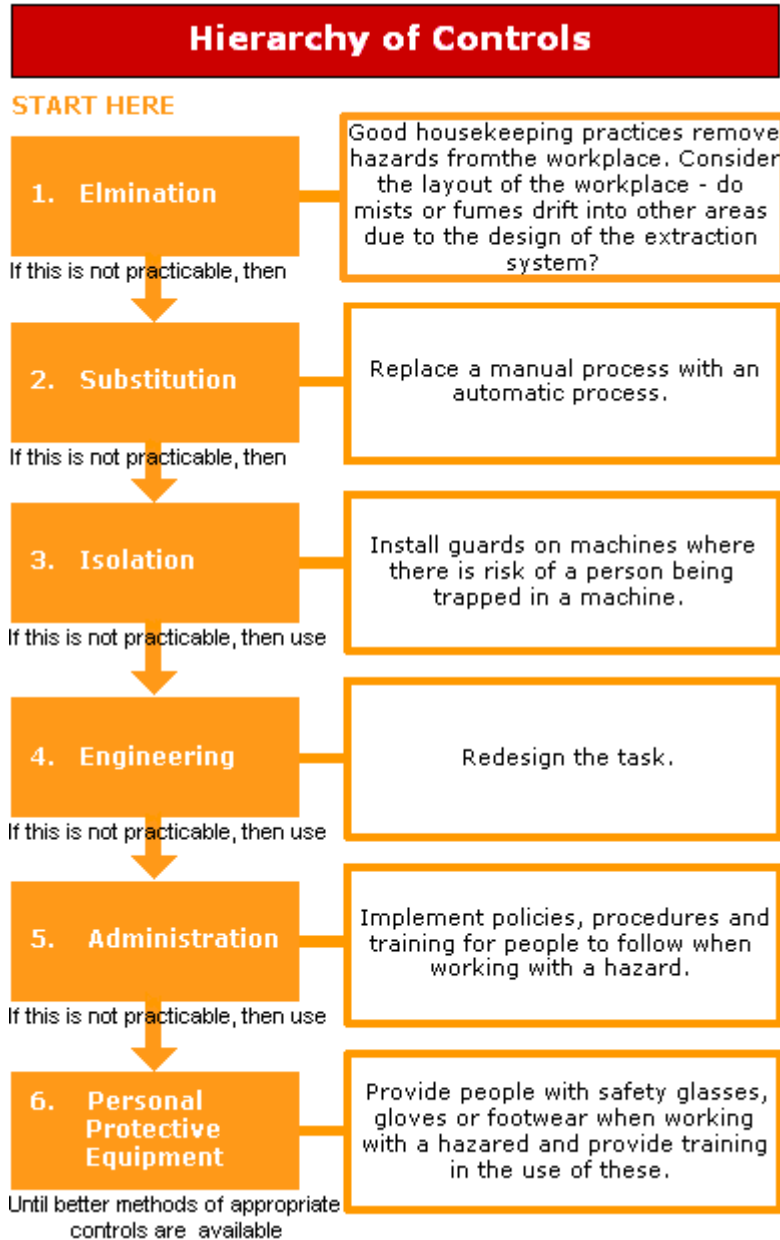 Hierarchy of Controls
START HERE
1. Elmination
Good housekeeping practices remove
hazards fromthe workplace. Consider
the layout of the workplace - do
mists or fumes drift into other areas
due to the design of the extraction
system?
If this is not practicable, then
2. Substitution
Replace a manual process with an
automatic process.
If this is not practicable, then
3. Isolation
Install guards on machines where
there is risk of a person being
trapped in a machine.
If this is not practicable, then use
4. Engineering
Redesign the task.
If this is not practicable, then use
5. Administration
Implement policies, procedures and
training for people to follow when
working with a hazard.
If this is not practicable, then use
6. Personal
Protective
Equipment
Provide people with safety glasses,
gloves or footwear when working
with a hazared and provide training
in the use of these.
Until better methods of appropriate
controls are available